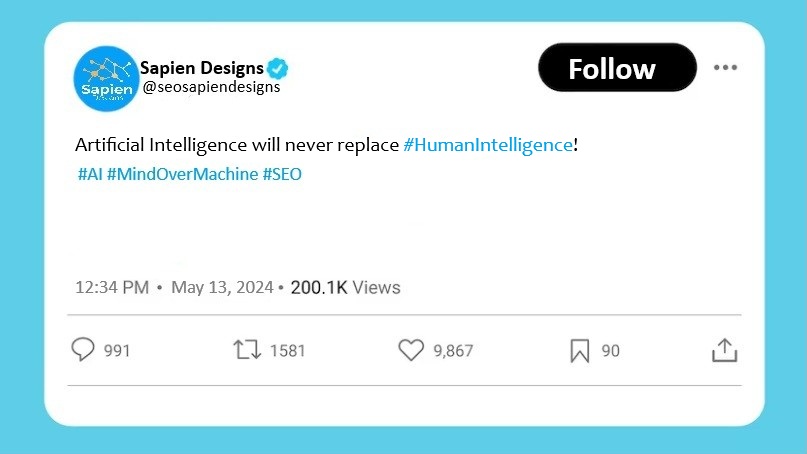 Sapien Designs
@seosapiendesigns
Follow
Sapien
Designs
Artificial Intelligence will never replace #HumanIntelligence!
#AI #MindOverMachine #SEO
12:34 PM • May 13, 2024 • 200.1K Views
991 1581 9,867 90